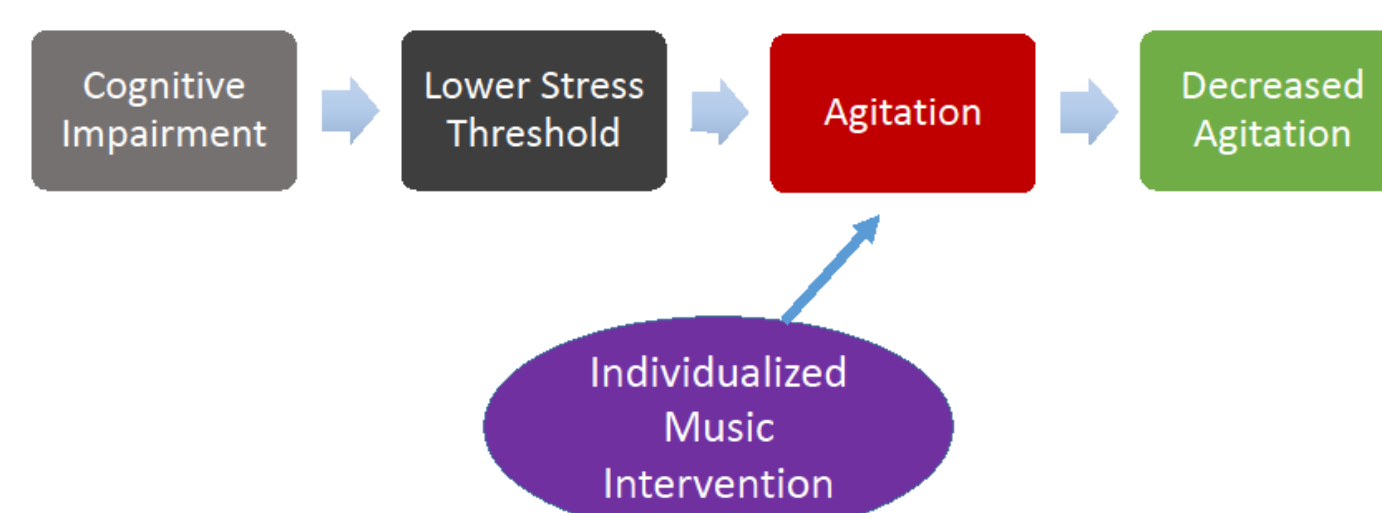 Cognitive
Impairment
Lower Stress
Threshold
Agitation
Decreased
Agitation
Individualized
Music
Intervention